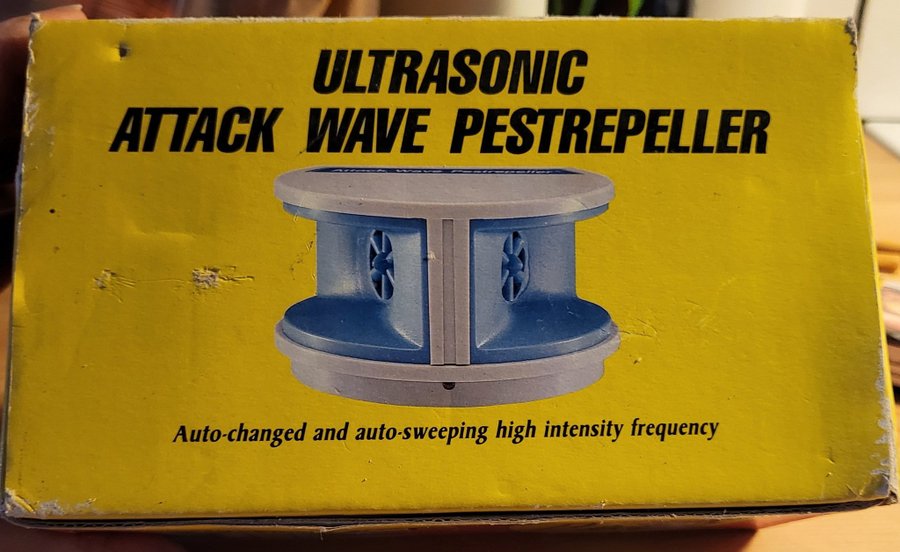 ULTRASONIC
ATTACK WAVE PESTREPELLER
Attack Wave Pestrepeller
Auto-changed and auto-sweeping high intensity frequency